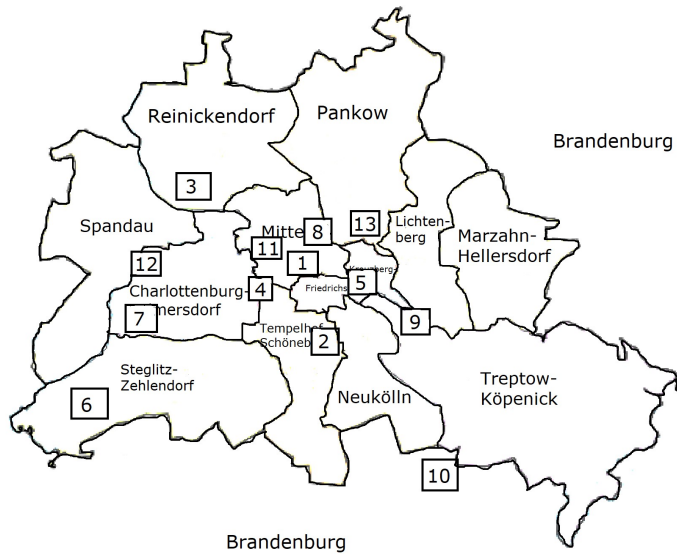 Reinickendorf
Pankow
Brandenburg
3
Spandau
Mitte
8
13
Lichten-
berg
Marzahn-
Hellersdorf
11
12
1
5
Charlottenburg-
4
Friedrichs
7
9
Tempelhof
2
Steglitz-
Zehlendorf
6
Neukölln
Treptow-
Köpenick
10
Brandenburg